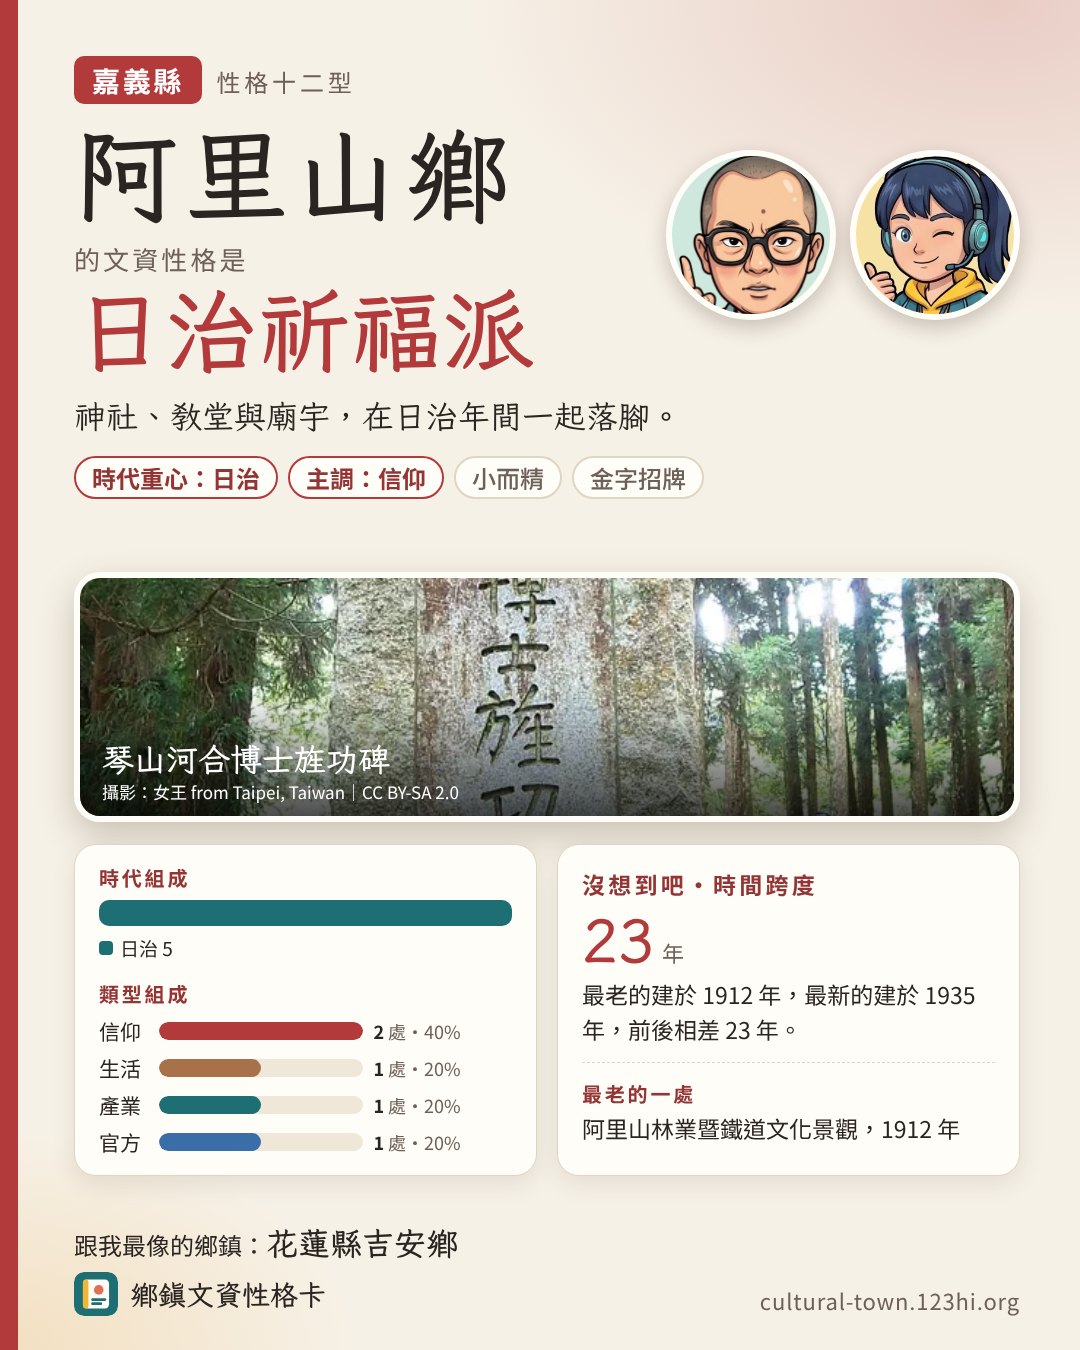 嘉義縣 性格十二型
阿里山鄉
的文資性格是
日治祈福派
神社、教堂與廟宇，在日治年間一起落腳。
時代重心：日治 主調：信仰 小而精 金字招牌
博
士
旌
功
琴山河合博士旌功碑
攝影：女王 from Taipei, Taiwan｜CC BY-SA 2.0
時代組成
日治 5
類型組成
信仰 2 處・40%
生活 1 處・20%
產業 1 處・20%
官方 1 處・20%
沒想到吧・時間跨度
23 年
最老的建於 1912 年，最新的建於 1935
年，前後相差 23 年。
最老的一處
阿里山林業暨鐵道文化景觀，1912 年
跟我最像的鄉鎮：花蓮縣吉安鄉
鄉鎮文資性格卡
cultural-town.123hi.org